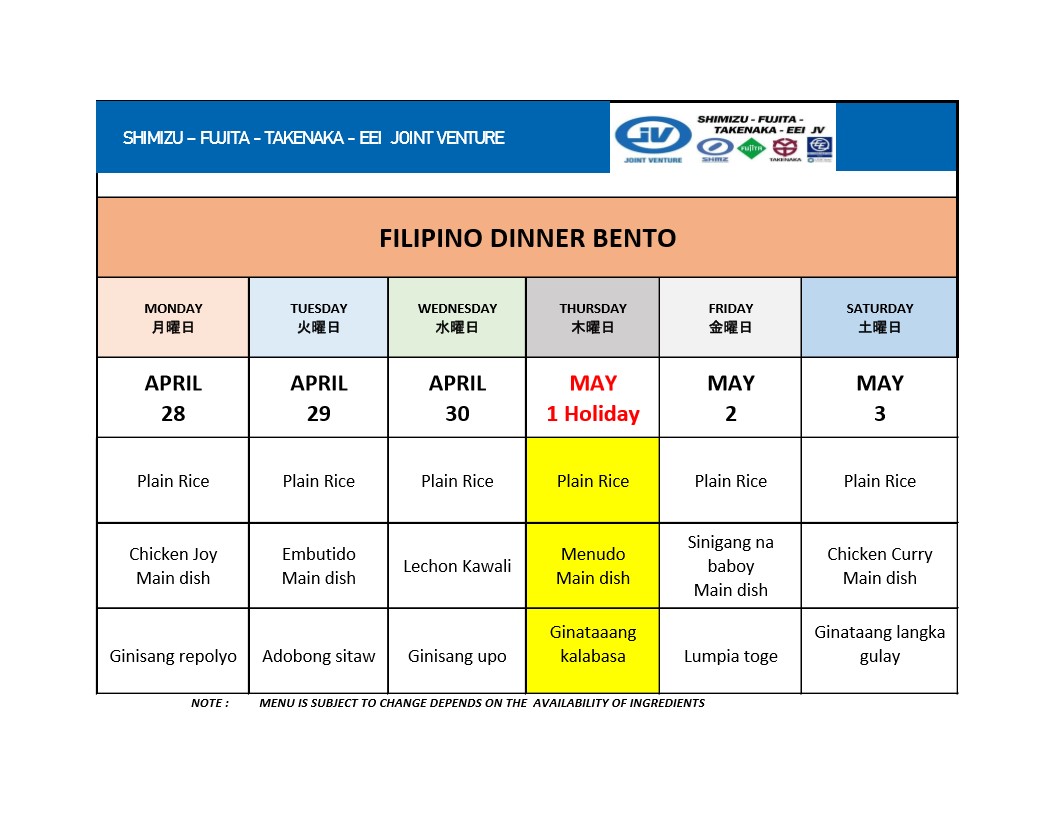 SHIMIZU – FUJITA - TAKENAKA - EEI JOINT VENTURE
JV
JOINT VENTURE
SHIMIZU - FUJITA -
TAKENAKA - EEI JV
SHIMZ
FUJITA
TAKENAKA
FILIPINO DINNER BENTO
MONDAY
月曜日
TUESDAY
火曜日
WEDNESDAY
水曜日
THURSDAY
木曜日
FRIDAY
金曜日
SATURDAY
土曜日
APRIL
28
APRIL
29
APRIL
30
MAY
1 Holiday
MAY
2
MAY
3
Plain Rice
Plain Rice
Plain Rice
Plain Rice
Plain Rice
Plain Rice
Chicken Joy
Main dish
Embutido
Main dish
Lechon Kawali
Menudo
Main dish
Sinigang na
baboy
Main dish
Chicken Curry
Main dish
Ginisang repolyo
Adobong sitaw
Ginisang upo
Ginataaang
kalabasa
Lumpia toge
Ginataang langka
gulay
NOTE : MENU IS SUBJECT TO CHANGE DEPENDS ON THE AVAILABILITY OF INGREDIENTS